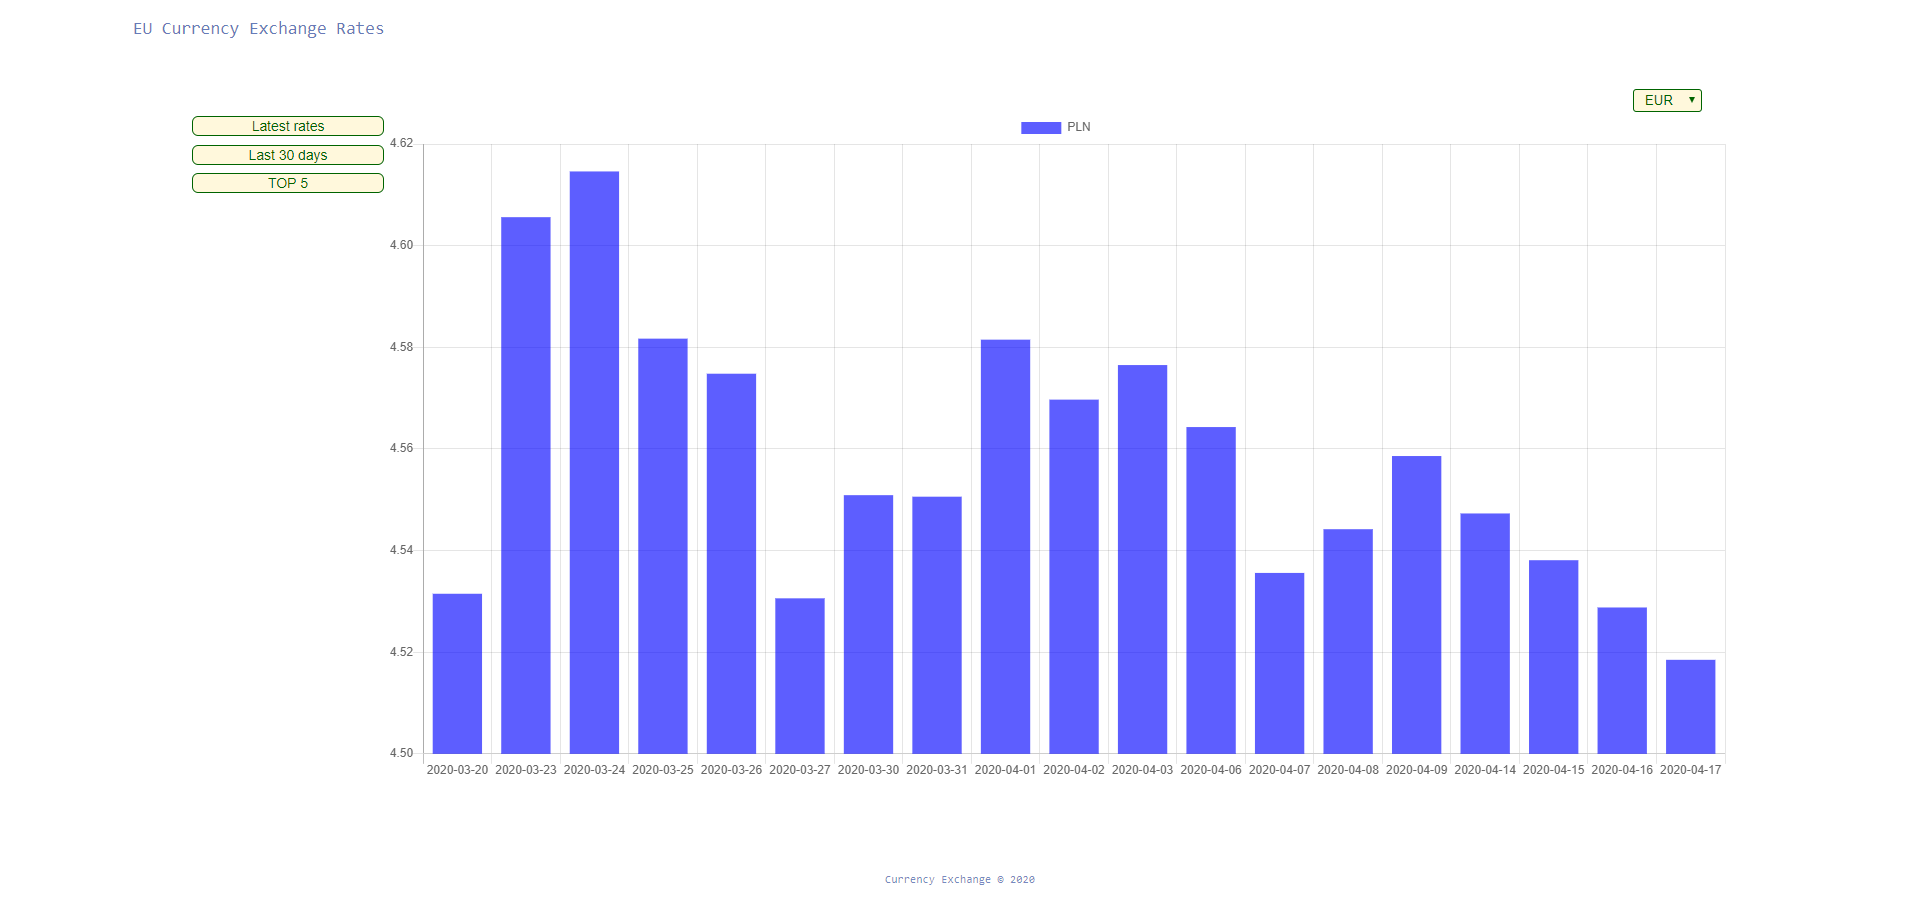 EU Currency Exchange Rates
EUR
Latest rates
Last 30 days
TOP 5
PLN
4.62
4.60
4.58
4.56
4.54
4.52
4.50
2020-03-20 2020-03-23 2020-03-24 2020-03-25 2020-03-26 2020-03-27 2020-03-30 2020-03-31 2020-04-01 2020-04-02 2020-04-03 2020-04-06 2020-04-07 2020-04-08 2020-04-09 2020-04-14 2020-04-15 2020-04-16 2020-04-17
Currency Exchange © 2020